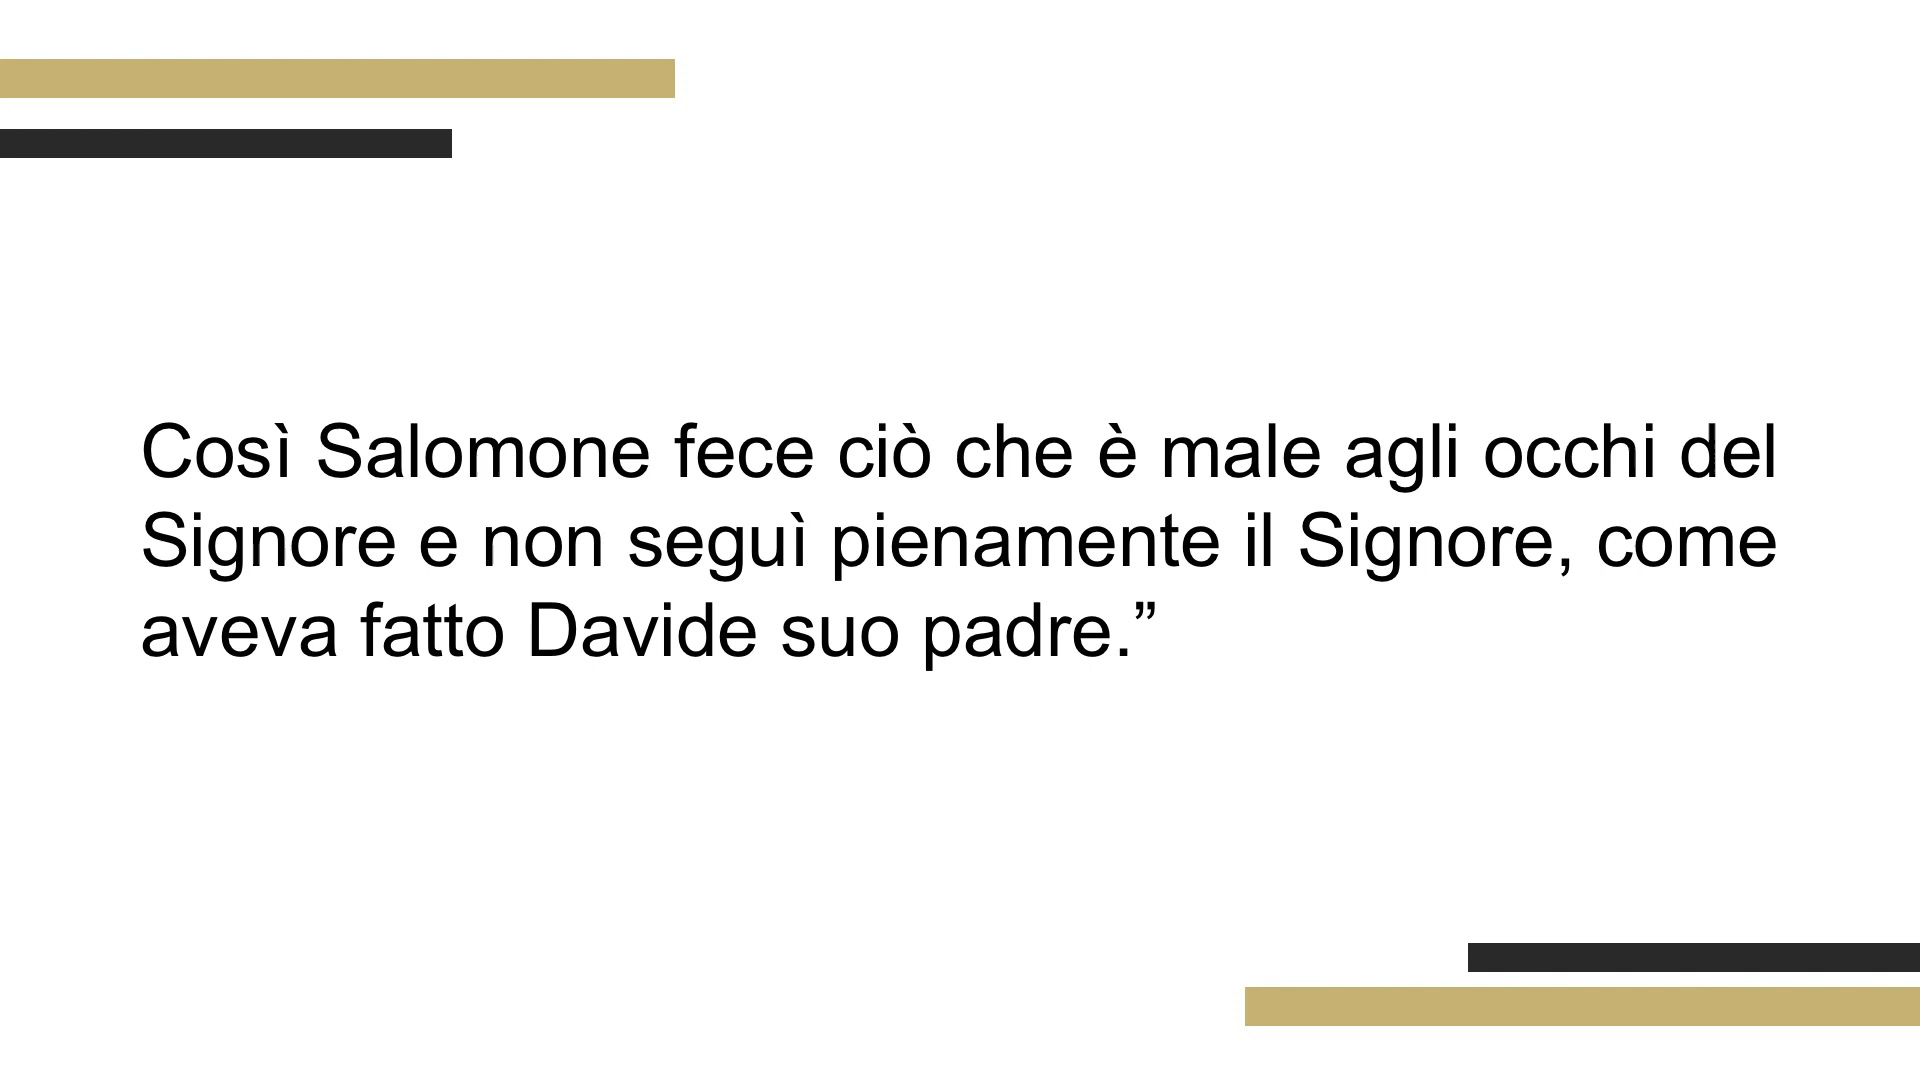 Così Salomone fece ciò che è male agli occhi del
Signore e non seguì pienamente il Signore, come
aveva fatto Davide suo padre.”